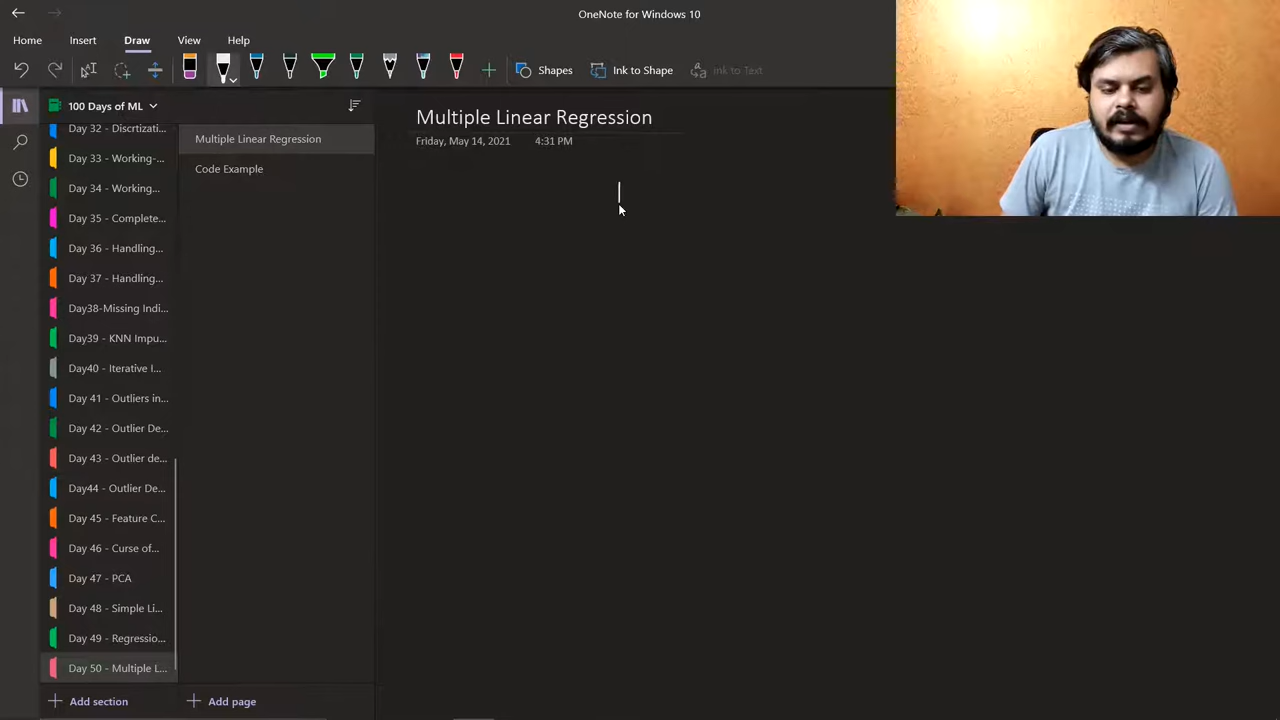 OneNote for Windows 10
Home
Insert
Draw
View
Help
Shapes
Ink to Shape
Ink to Text
100 Days of ML
Day 32 - Discrtizati...
Day 33 - Working-...
Day 34 - Working...
Day 35 - Complete...
Day 36 - Handling...
Day 37 - Handling...
Day38-Missing Indi...
Day39 - KNN Impu...
Day40 - Iterative I...
Day 41 - Outliers in...
Day 42 - Outlier De...
Day 43 - Outlier de...
Day44 - Outlier De...
Day 45 - Feature C...
Day 46 - Curse of...
Day 47 - PCA
Day 48 - Simple Li...
Day 49 - Regressio...
Day 50 - Multiple L...
Add section
Multiple Linear Regression
Code Example
Add page
Multiple Linear Regression
Friday, May 14, 2021 4:31 PM